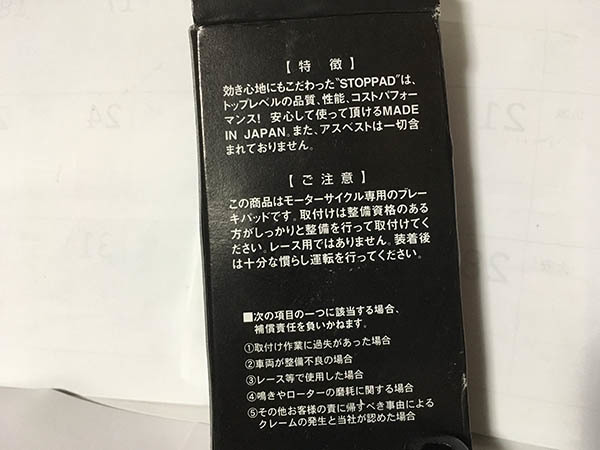 【 特 徴 】
効き心地にもこだわった“STOPPAD”は、
トップレベルの品質、性能、コストパフォー
マンス! 安心して使って頂けるMADE
IN JAPAN。また、アスベストは一切含
まれておりません。
【 ご 注 意 】
この商品はモーターサイクル専用のブレー
キパッドです。取付けは整備資格のある
方がしっかりと整備を行って取付けてく
ださい。レース用ではありません。装着後
は十分な慣らし運転を行ってください。
■次の項目の一つに該当する場合、
補償責任を負いかねます。
①取付け作業に過失があった場合
②車両が整備不良の場合
③レース等で使用した場合
④鳴きやローターの磨耗に関する場合
⑤その他お客様の責に帰すべき事由による
クレームの発生と当社が認めた場合
17
24
31
21